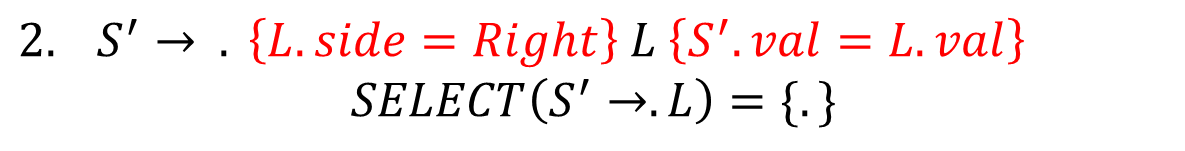 2. S′ → . {L.side = Right} L {S′.val = L.val}
SELECT(S′ →. L) = {.}